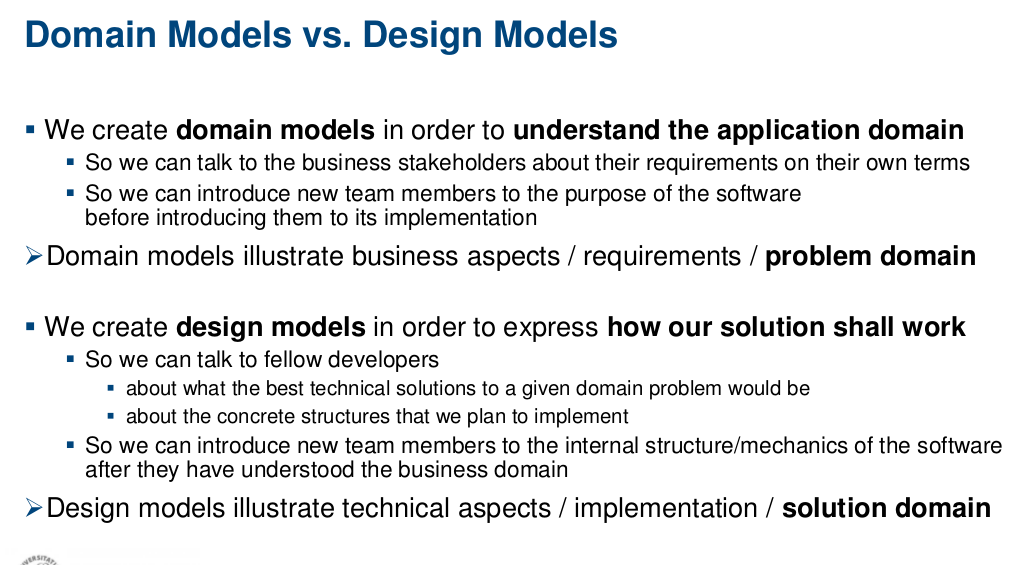 Domain Models vs. Design Models
▪ We create domain models in order to understand the application domain
▪ So we can talk to the business stakeholders about their requirements on their own terms
▪ So we can introduce new team members to the purpose of the software
before introducing them to its implementation
➢Domain models illustrate business aspects / requirements / problem domain
▪ We create design models in order to express how our solution shall work
▪ So we can talk to fellow developers
▪ about what the best technical solutions to a given domain problem would be
▪ about the concrete structures that we plan to implement
▪ So we can introduce new team members to the internal structure/mechanics of the software
after they have understood the business domain
➢Design models illustrate technical aspects / implementation / solution domain